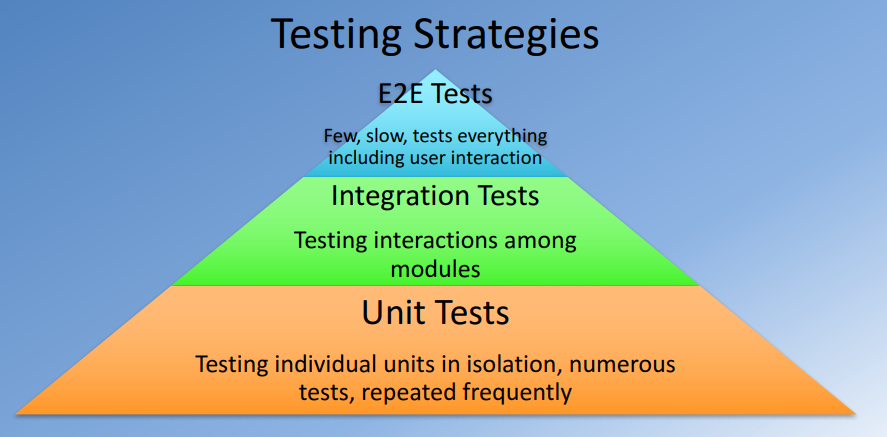 Testing Strategies
E2E Tests
Few, slow, tests everything
including user interaction
Integration Tests
Testing interactions among
modules
Unit Tests
Testing individual units in isolation, numerous
tests, repeated frequently